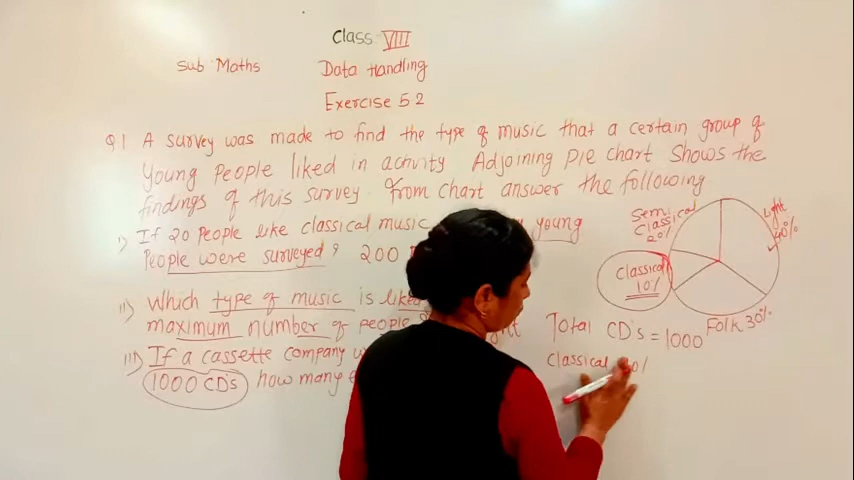 Class VIII
Sub Maths
Data Handling
Exercise 5 2
Q1 A survey was made to find the type of music that a certain group of
young people liked in activity Adjoining Pie chart shows the
findings of this survey From chart answer the following
i) If 20 people like classical music young
people were surveyed? 200
ii) Which type of music is liked
maximum number of people
iii) If a cassette company
1000 CD's how many
Semi
Classical
20%
Light
40%
Classical
10%
Folk 30%
Total CD's = 1000
Classical